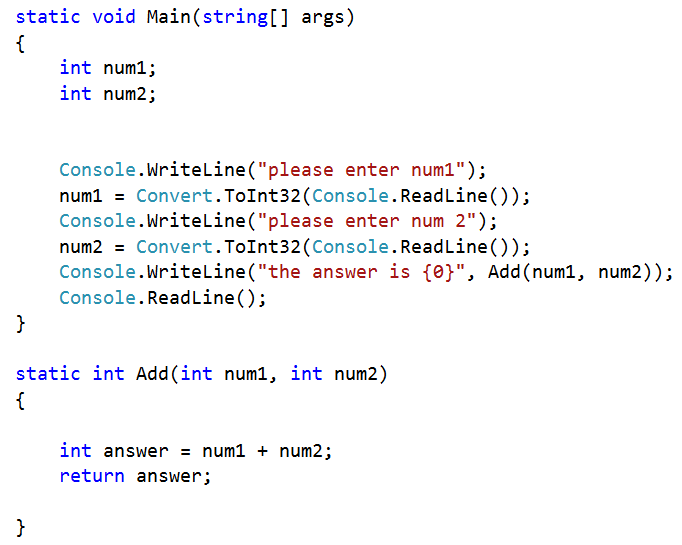 static void Main(string[] args)
{
    int num1;
    int num2;

    Console.WriteLine("please enter num1");
    num1 = Convert.ToInt32(Console.ReadLine());
    Console.WriteLine("please enter num 2");
    num2 = Convert.ToInt32(Console.ReadLine());
    Console.WriteLine("the answer is {0}", Add(num1, num2));
    Console.ReadLine();
}

static int Add(int num1, int num2)
{

    int answer = num1 + num2;
    return answer;

}